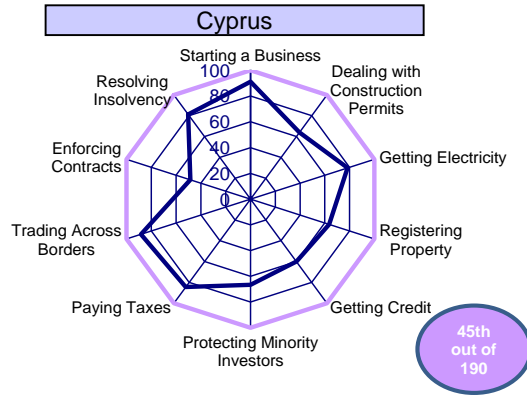 Cyprus
Starting a Business
Dealing with
Construction
Permits
Getting Electricity
Registering
Property
Getting Credit
Protecting Minority
Investors
Paying Taxes
Trading Across
Borders
Enforcing
Contracts
Resolving
Insolvency
100
80
60
40
20
0
45th
out of
190